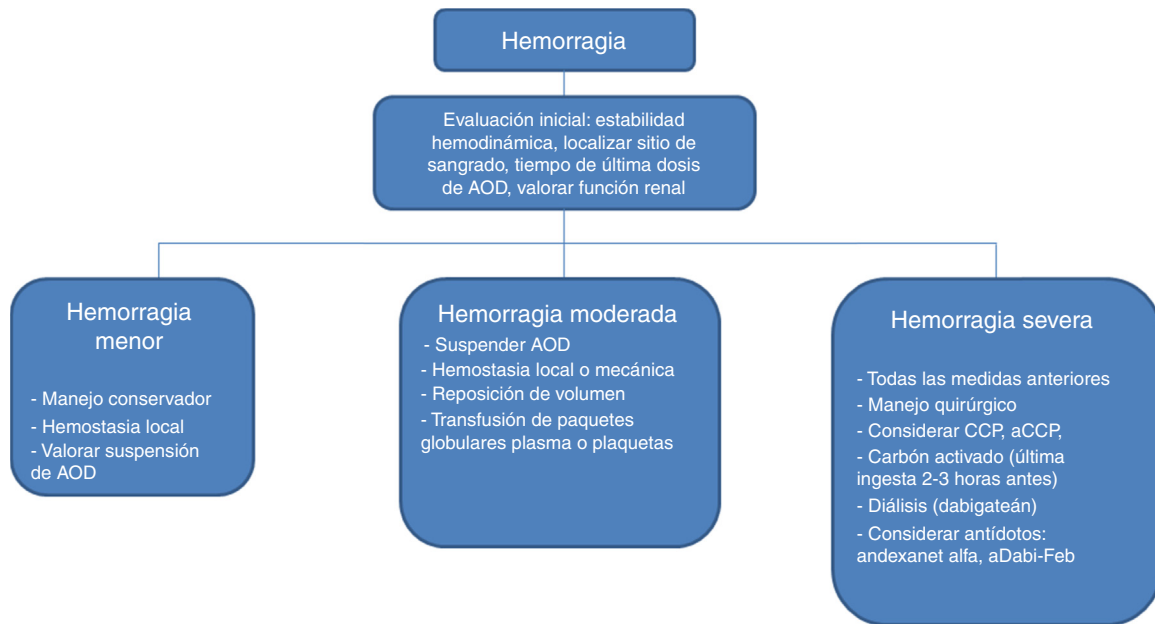 Hemorragia
Evaluación inicial: estabilidad
hemodinámica, localizar sitio de
sangrado, tiempo de última dosis
de AOD, valorar función renal
Hemorragia
menor
- Manejo conservador
- Hemostasia local
- Valorar suspensión
de AOD
Hemorragia moderada
- Suspender AOD
- Hemostasia local o mecánica
- Reposición de volumen
- Transfusión de paquetes
globulares plasma o plaquetas
Hemorragia severa
- Todas las medidas anteriores
- Manejo quirúrgico
- Considerar CCP, aCCP,
- Carbón activado (última
ingesta 2-3 horas antes)
- Diálisis (dabigateán)
- Considerar antídotos:
andexanet alfa, aDabi-Feb